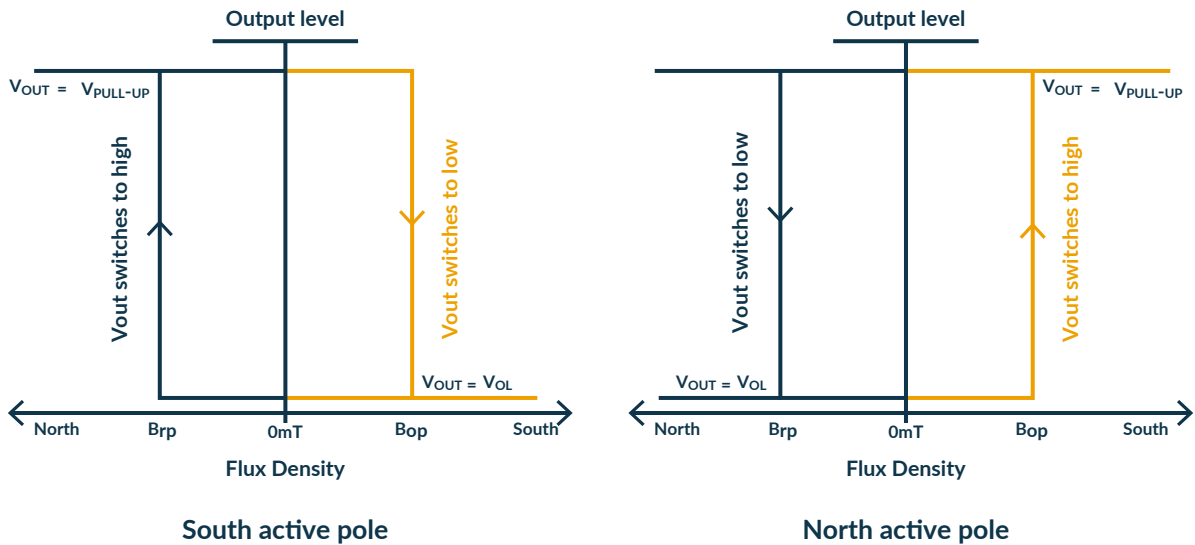 Output level
VOUT = VPULL-UP
Vout switches to high
Vout switches to low
VOUT = VOL
North
Brp
0mT
Bop
South
Flux Density
South active pole
Output level
VOUT = VPULL-UP
Vout switches to low
Vout switches to high
VOUT = VOL
North
Brp
0mT
Bop
South
Flux Density
North active pole